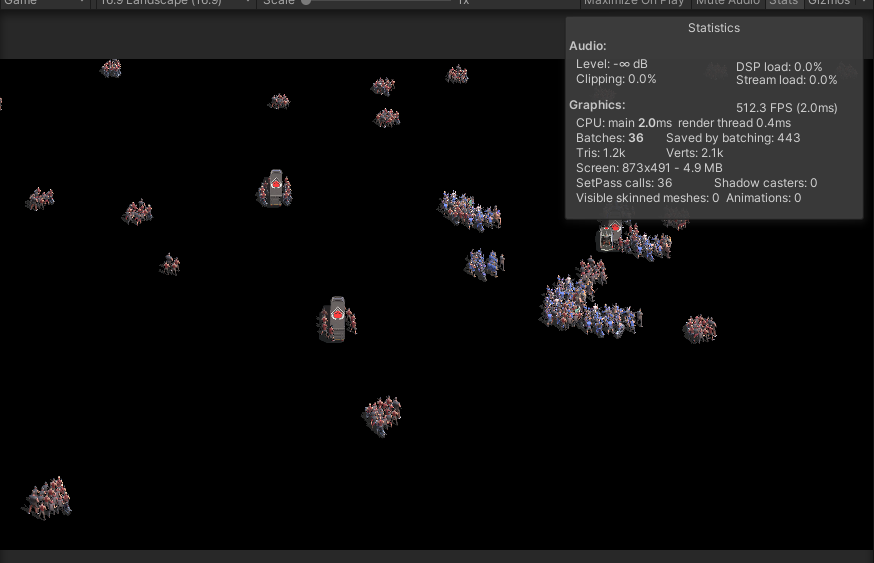 Game 16:9 Landscape (16:9) Scale 1x Maximize On Play Mute Audio Stats Gizmos
Statistics
Audio:
Level: -∞ dB DSP load: 0.0%
Clipping: 0.0% Stream load: 0.0%
Graphics: 512.3 FPS (2.0ms)
CPU: main 2.0ms render thread 0.4ms
Batches: 36 Saved by batching: 443
Tris: 1.2k Verts: 2.1k
Screen: 873x491 - 4.9 MB
SetPass calls: 36 Shadow casters: 0
Visible skinned meshes: 0 Animations: 0